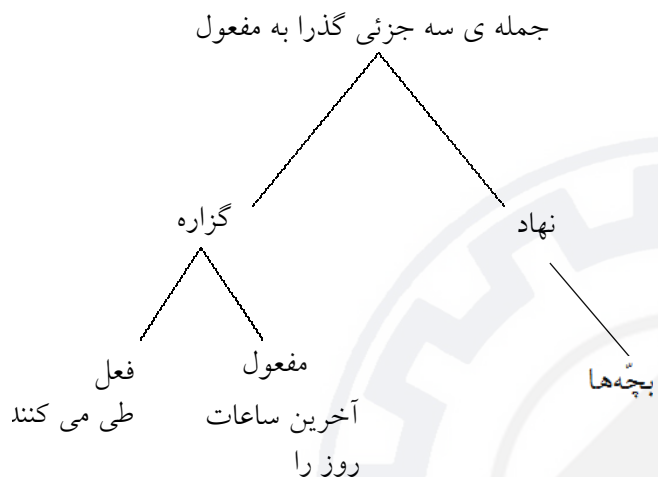 جمله ی سه جزئی گذرا به مفعول
نهاد
گزاره
بچّه‌ها
مفعول
آخرین ساعات
روز را
فعل
طی می کنند